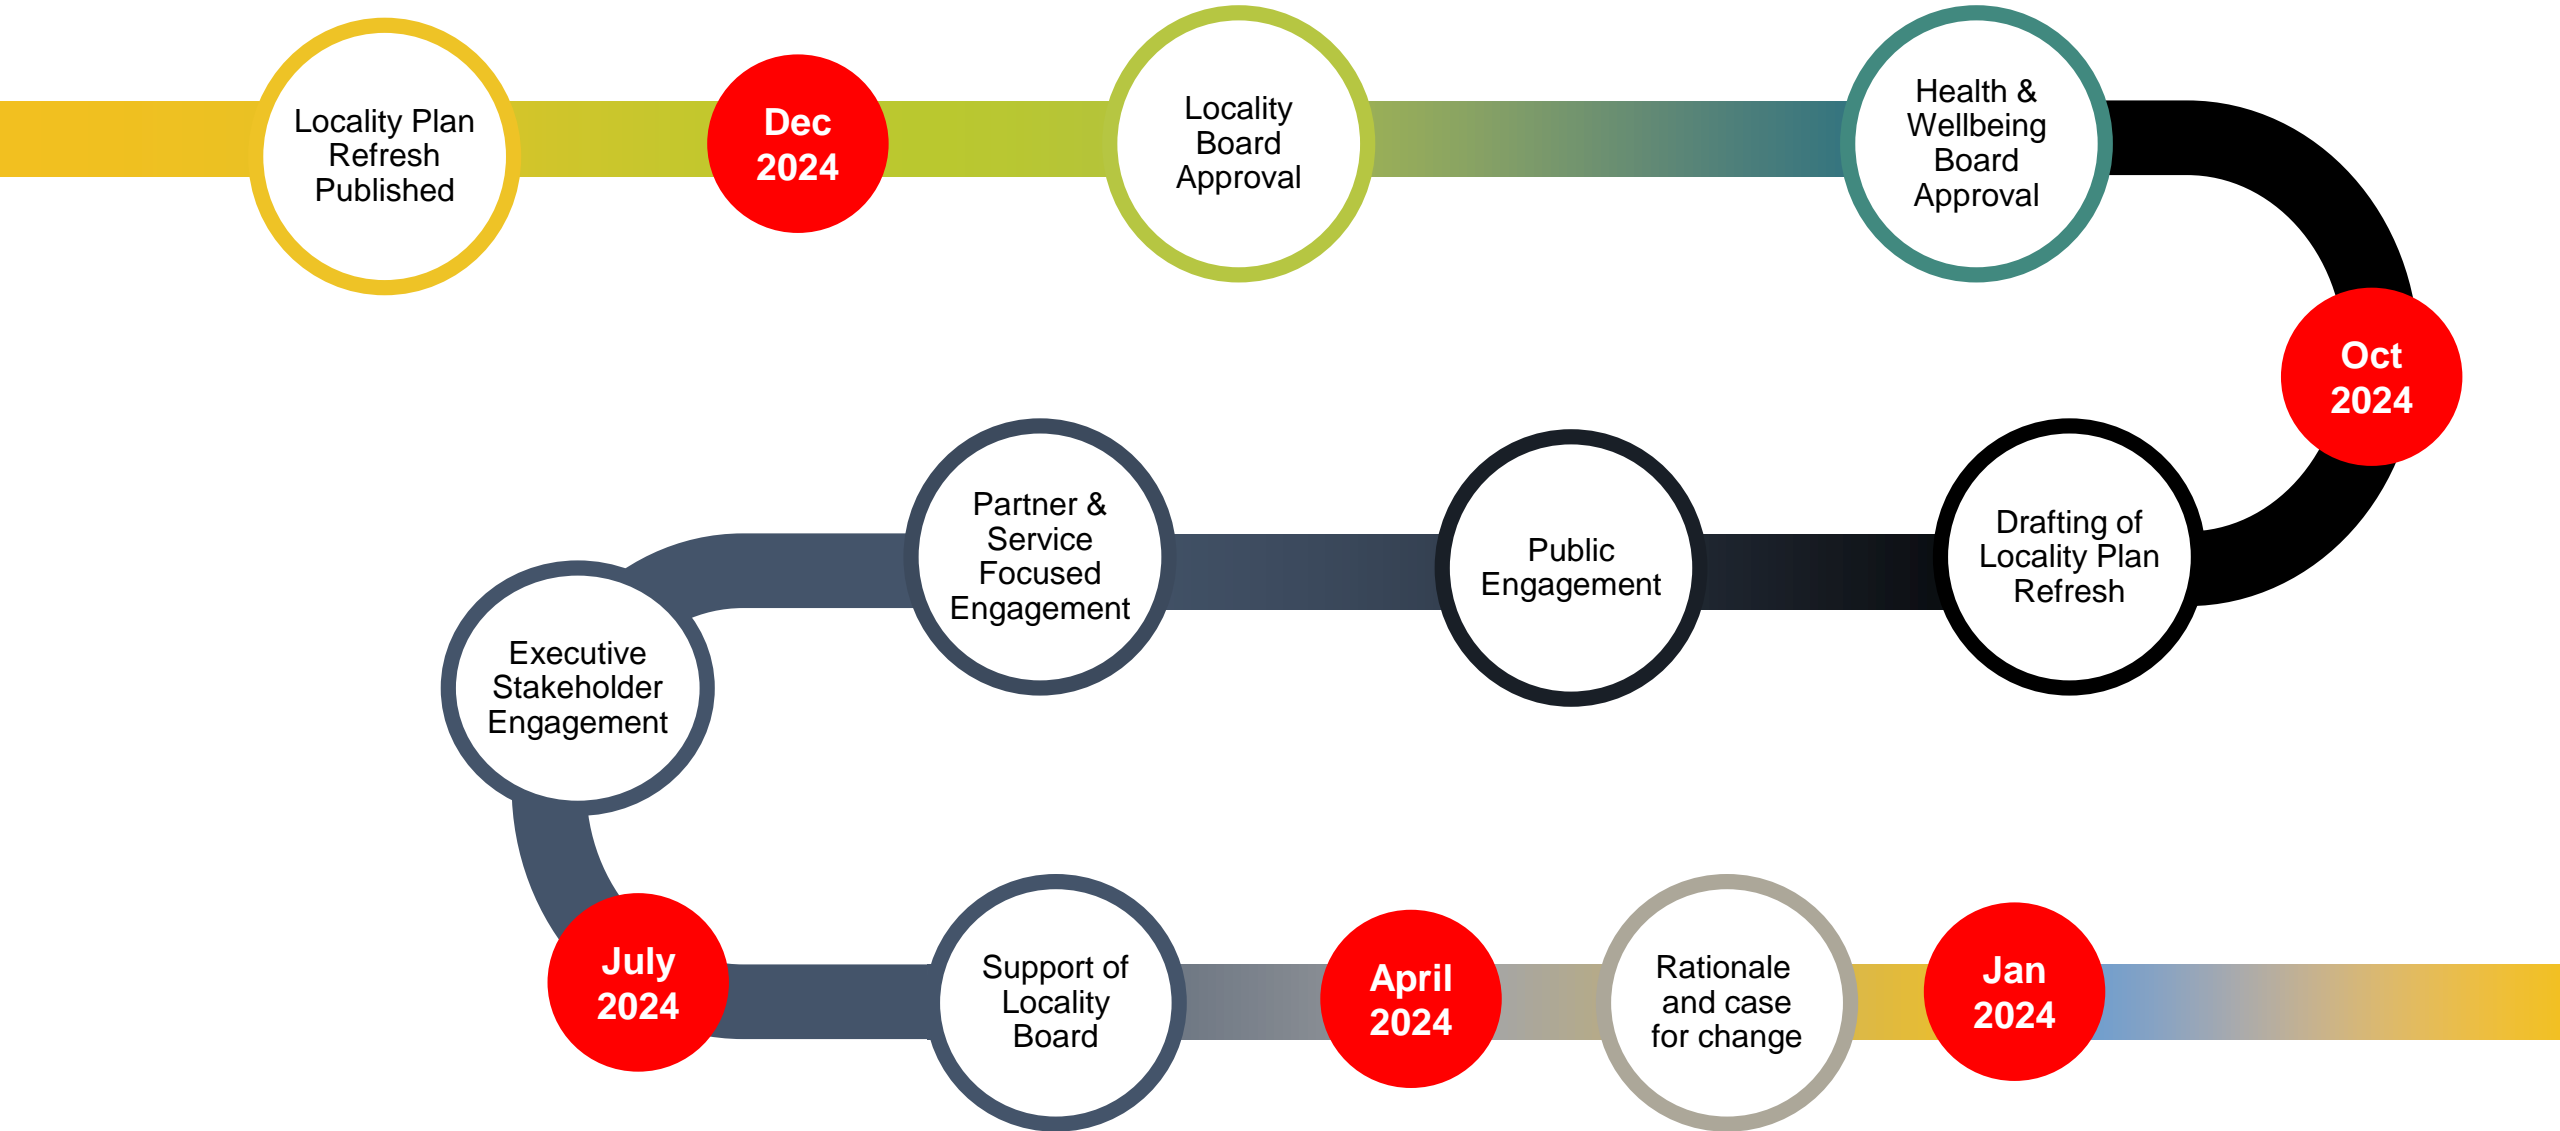 Locality Plan
Refresh
Published
Dec
2024
Locality
Board
Approval
Health &
Wellbeing
Board
Approval
Oct
2024
Executive
Stakeholder
Engagement
Partner &
Service
Focused
Engagement
Public
Engagement
Drafting of
Locality Plan
Refresh
July
2024
Support of
Locality
Board
April
2024
Rationale
and case
for change
Jan
2024